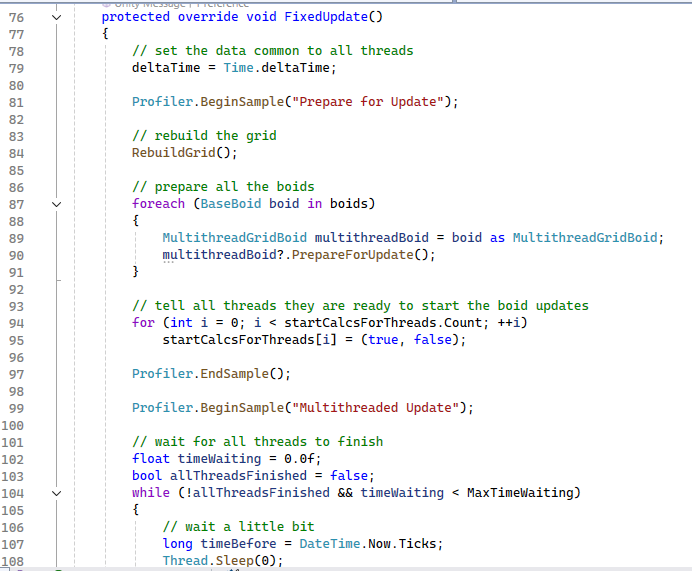 Unity Message | Preference
76 protected override void FixedUpdate()
77 {
78 // set the data common to all threads
79 deltaTime = Time.deltaTime;
80
81 Profiler.BeginSample("Prepare for Update");
82
83 // rebuild the grid
84 RebuildGrid();
85
86 // prepare all the boids
87 foreach (BaseBoid boid in boids)
88 {
89 MultithreadGridBoid multithreadBoid = boid as MultithreadGridBoid;
90 multithreadBoid?.PrepareForUpdate();
91 }
92
93 // tell all threads they are ready to start the boid updates
94 for (int i = 0; i < startCalcsForThreads.Count; ++i)
95 startCalcsForThreads[i] = (true, false);
96
97 Profiler.EndSample();
98
99 Profiler.BeginSample("Multithreaded Update");
100
101 // wait for all threads to finish
102 float timeWaiting = 0.0f;
103 bool allThreadsFinished = false;
104 while (!allThreadsFinished && timeWaiting < MaxTimeWaiting)
105 {
106 // wait a little bit
107 long timeBefore = DateTime.Now.Ticks;
108 Thread.Sleep(0);